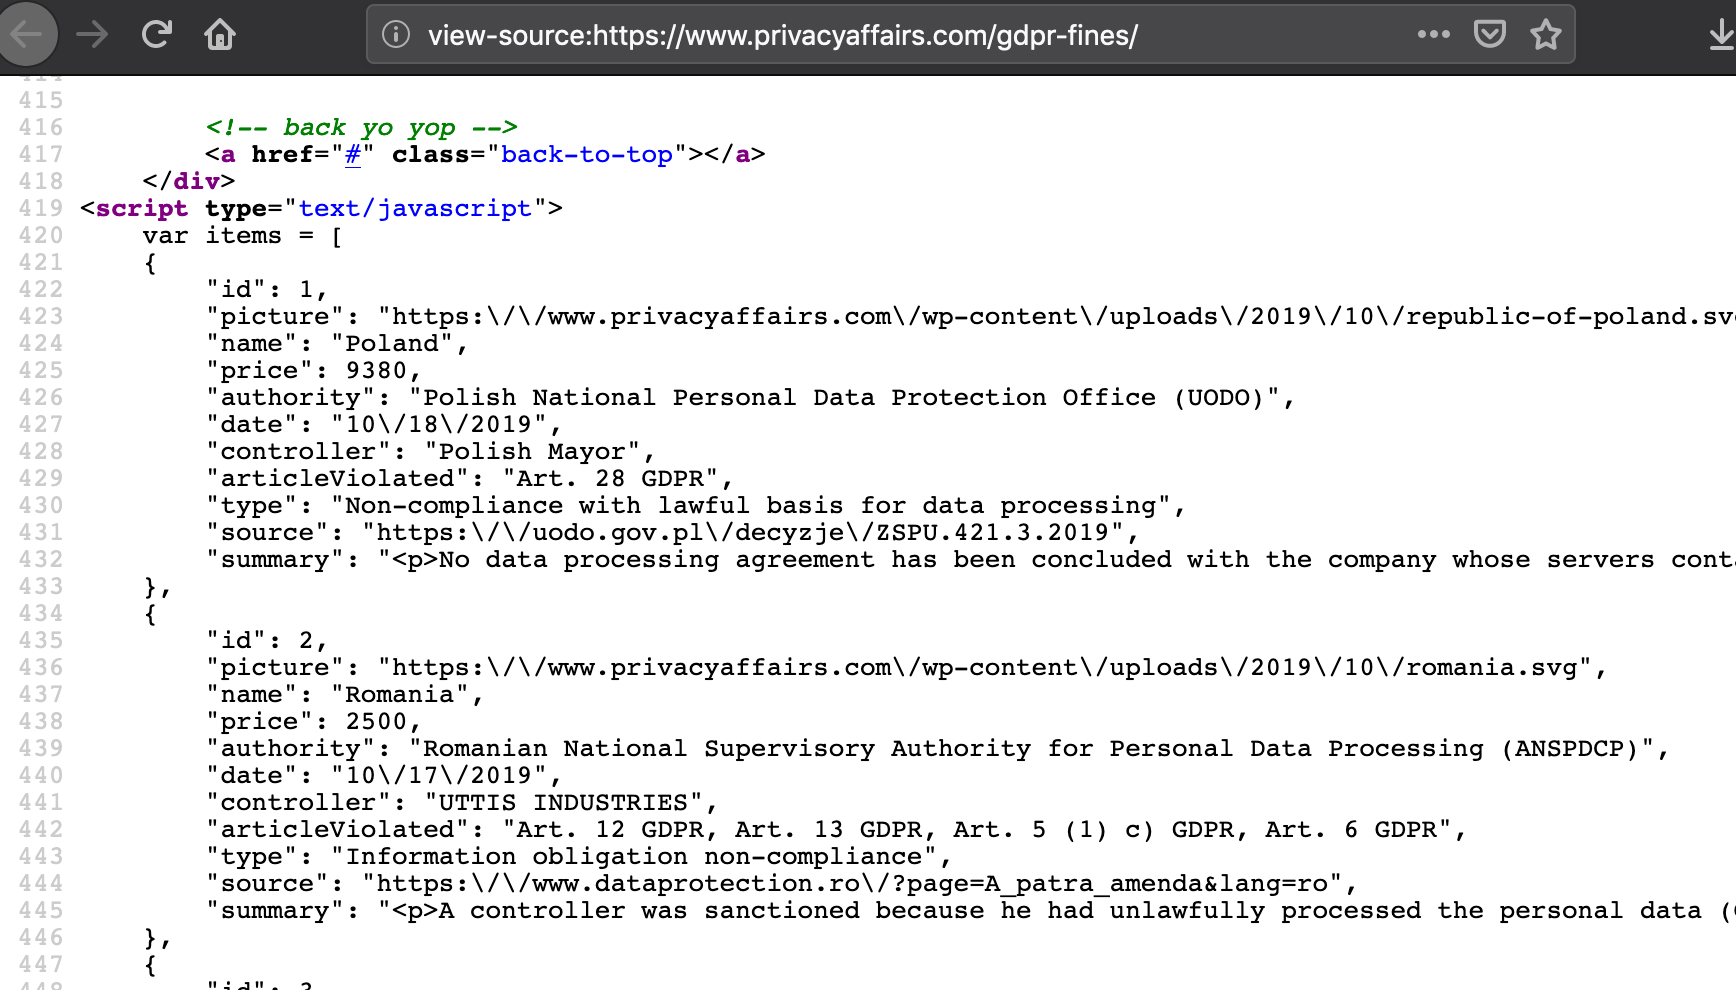 view-source:https://www.privacyaffairs.com/gdpr-fines/
415
416 <!-- back yo yop -->
417 <a href="#" class="back-to-top"></a>
418 </div>
419 <script type="text/javascript">
420 var items = [
421 {
422 "id": 1,
423 "picture": "https:\/\/www.privacyaffairs.com\/wp-content\/uploads\/2019\/10\/republic-of-poland.sv
424 "name": "Poland",
425 "price": 9380,
426 "authority": "Polish National Personal Data Protection Office (UODO)",
427 "date": "10\/18\/2019",
428 "controller": "Polish Mayor",
429 "articleViolated": "Art. 28 GDPR",
430 "type": "Non-compliance with lawful basis for data processing",
431 "source": "https:\/\/uodo.gov.pl\/decyzje\/ZSPU.421.3.2019",
432 "summary": "<p>No data processing agreement has been concluded with the company whose servers cont
433 },
434 {
435 "id": 2,
436 "picture": "https:\/\/www.privacyaffairs.com\/wp-content\/uploads\/2019\/10\/romania.svg",
437 "name": "Romania",
438 "price": 2500,
439 "authority": "Romanian National Supervisory Authority for Personal Data Processing (ANSPDCP)",
440 "date": "10\/17\/2019",
441 "controller": "UTTIS INDUSTRIES",
442 "articleViolated": "Art. 12 GDPR, Art. 13 GDPR, Art. 5 (1) c) GDPR, Art. 6 GDPR",
443 "type": "Information obligation non-compliance",
444 "source": "https:\/\/www.dataprotection.ro\/?page=A_patra_amenda&lang=ro",
445 "summary": "<p>A controller was sanctioned because he had unlawfully processed the personal data (
446 },
447 {
448 "id": 3